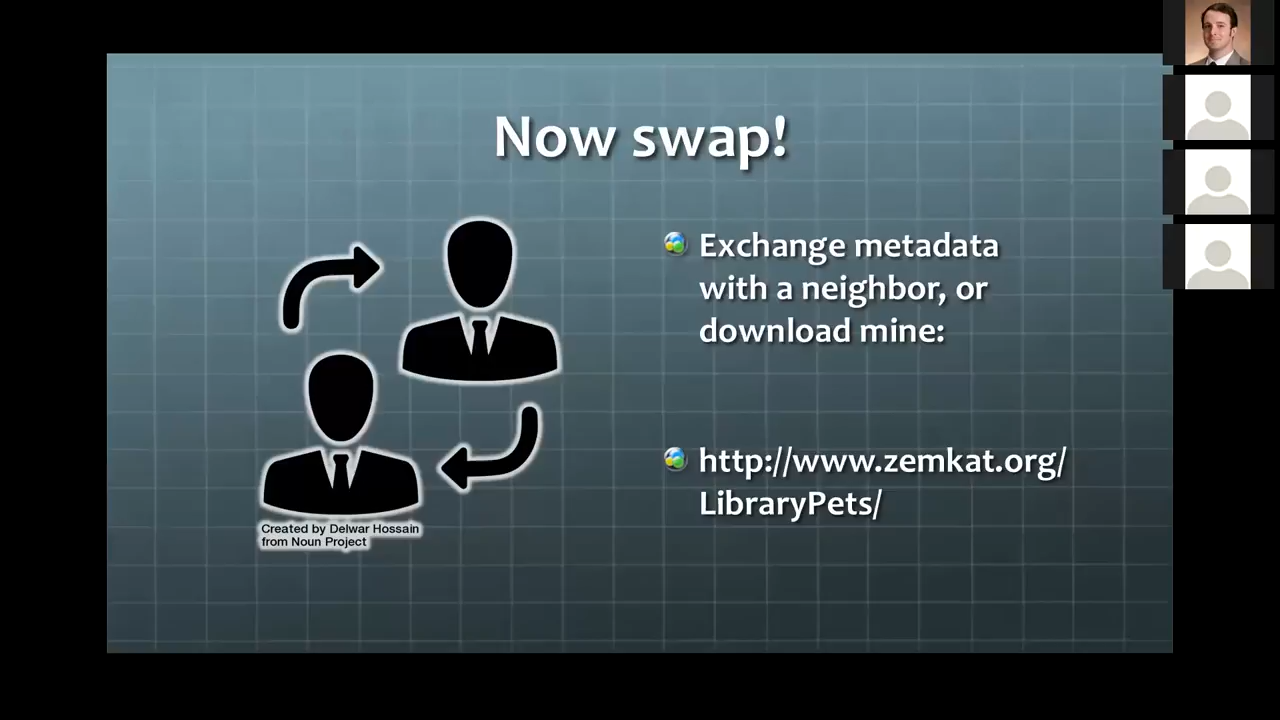 Now swap!
Exchange metadata
with a neighbor, or
download mine:
http://www.zemkat.org/
LibraryPets/
Created by Delwar Hossain
from Noun Project